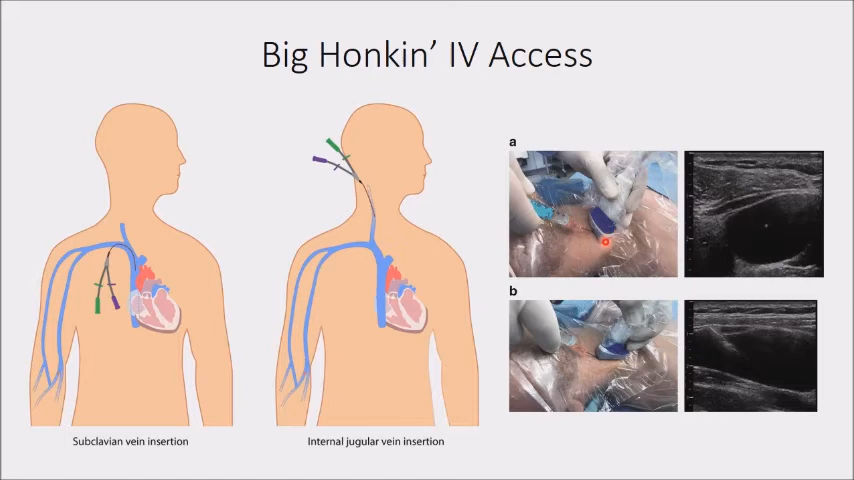 Big Honkin’ IV Access
a
b
Subclavian vein insertion
Internal jugular vein insertion